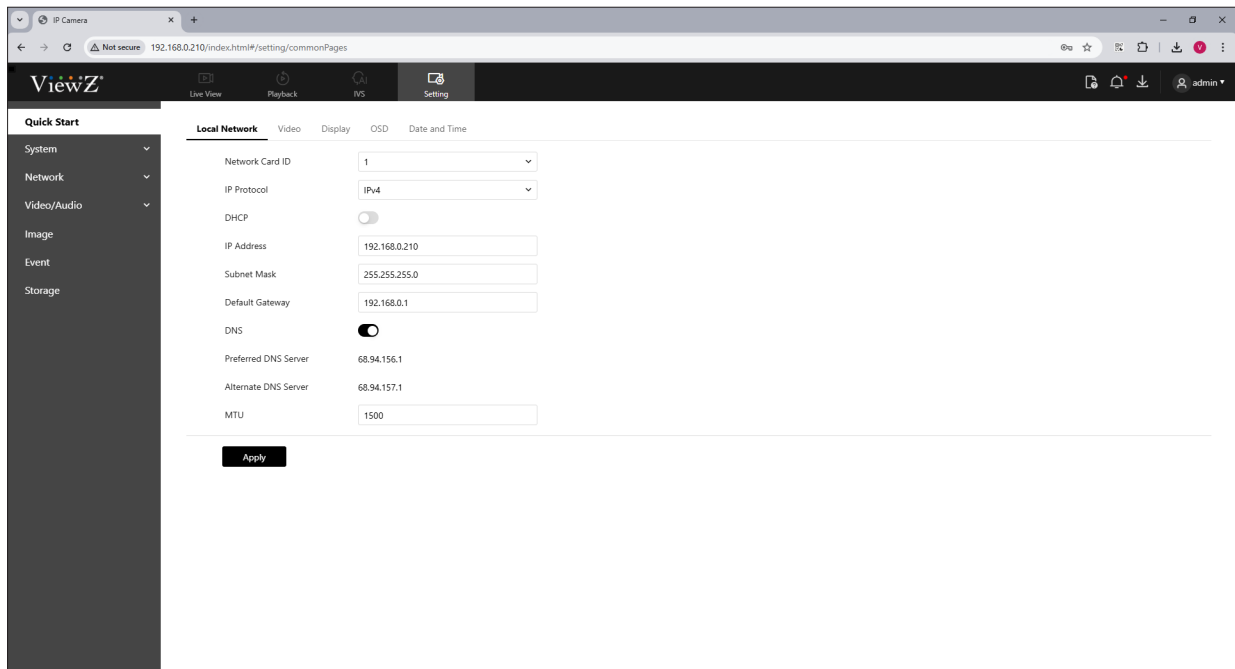 IP Camera
Not secure 192.168.0.210/index.html#/setting/commonPages
V
ViewZ
Live View Playback IVS Setting
admin
Quick Start
System
Network
Video/Audio
Image
Event
Storage
Local Network Video Display OSD Date and Time
Network Card ID 1
IP Protocol IPv4
DHCP
IP Address 192.168.0.210
Subnet Mask 255.255.255.0
Default Gateway 192.168.0.1
DNS
Preferred DNS Server 68.94.156.1
Alternate DNS Server 68.94.157.1
MTU 1500
Apply